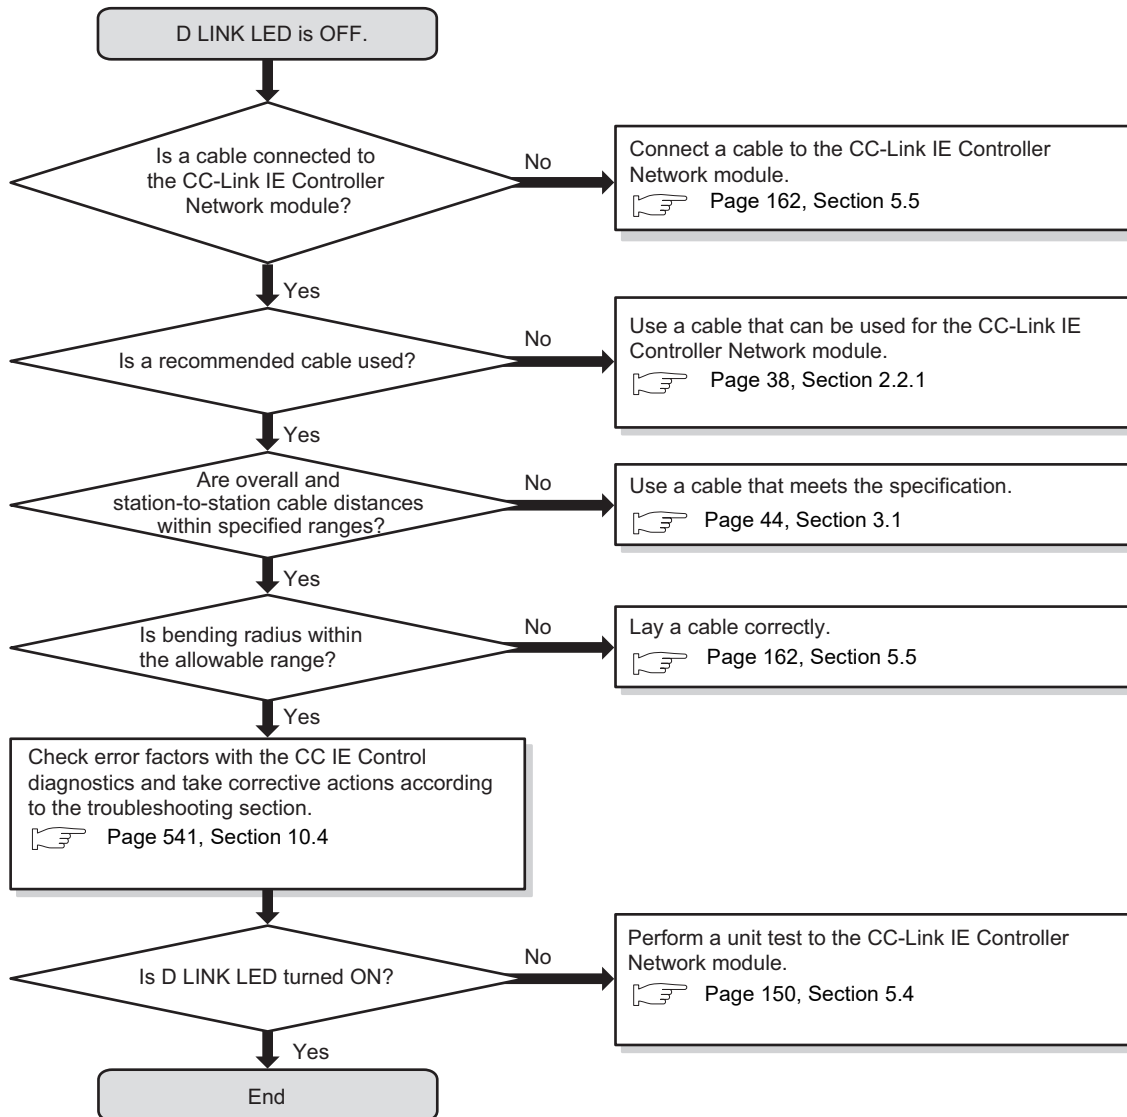 D LINK LED is OFF.
Is a cable connected to
the CC-Link IE Controller
Network module?
No
Connect a cable to the CC-Link IE Controller
Network module.
Page 162, Section 5.5
Yes
Is a recommended cable used?
No
Use a cable that can be used for the CC-Link IE
Controller Network module.
Page 38, Section 2.2.1
Yes
Are overall and
station-to-station cable distances
within specified ranges?
No
Use a cable that meets the specification.
Page 44, Section 3.1
Yes
Is bending radius within
the allowable range?
No
Lay a cable correctly.
Page 162, Section 5.5
Yes
Check error factors with the CC IE Control
diagnostics and take corrective actions according
to the troubleshooting section.
Page 541, Section 10.4
Is D LINK LED turned ON?
No
Perform a unit test to the CC-Link IE Controller
Network module.
Page 150, Section 5.4
Yes
End